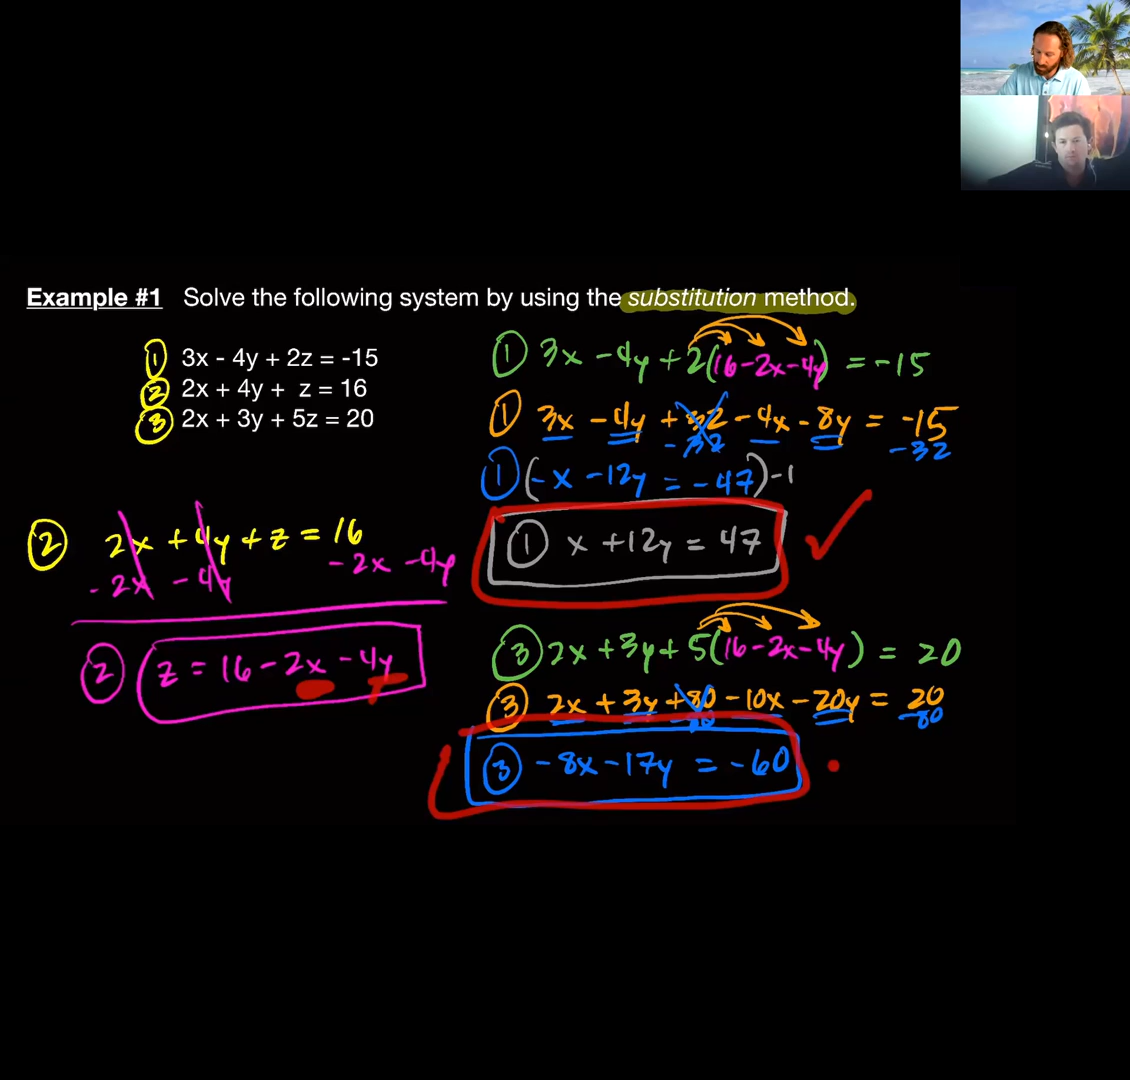 Example #1 Solve the following system by using the substitution method.
① 3x - 4y + 2z = -15
② 2x + 4y + z = 16
③ 2x + 3y + 5z = 20
② 2x + 4y + z = 16
- 2x - 4y - 2x - 4y
② z = 16 - 2x - 4y
① 3x - 4y + 2(16 - 2x - 4y) = -15
① 3x - 4y + 32 - 4x - 8y = -15
- 32 - 32
① (-x - 12y = -47) -1
① x + 12y = 47
③ 2x + 3y + 5(16 - 2x - 4y) = 20
③ 2x + 3y + 80 - 10x - 20y = 20
- 80 - 80
③ - 8x - 17y = - 60